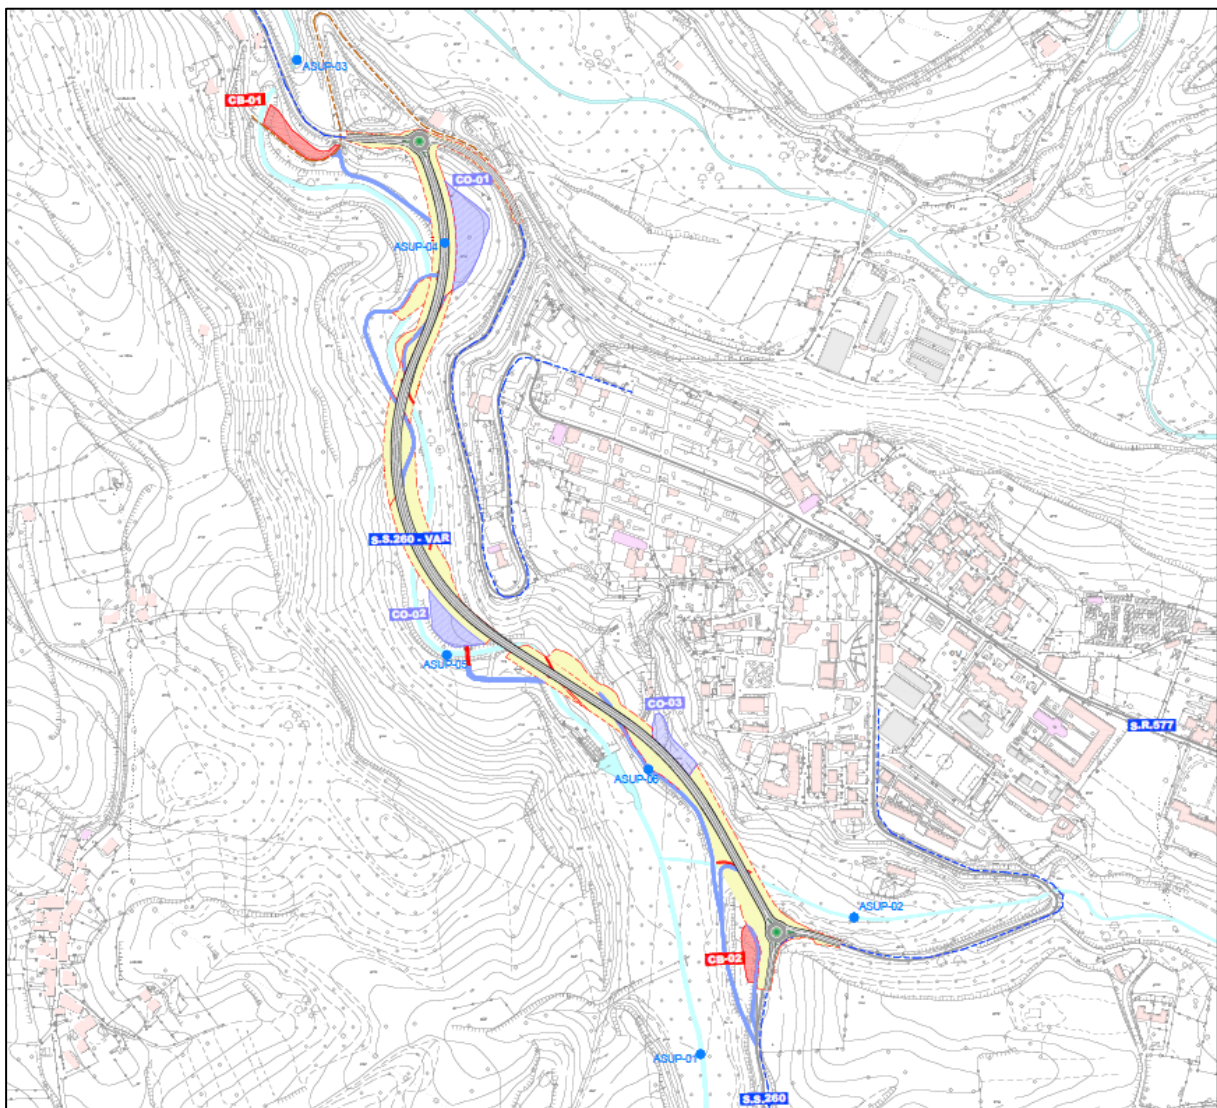 ASUP-03
CB-01
CO-01
ASUP-04
S.S.260 - VAR
CO-02
ASUP-05
CO-03
S.R.577
ASUP-06
ASUP-02
CB-02
ASUP-01
S.S.260